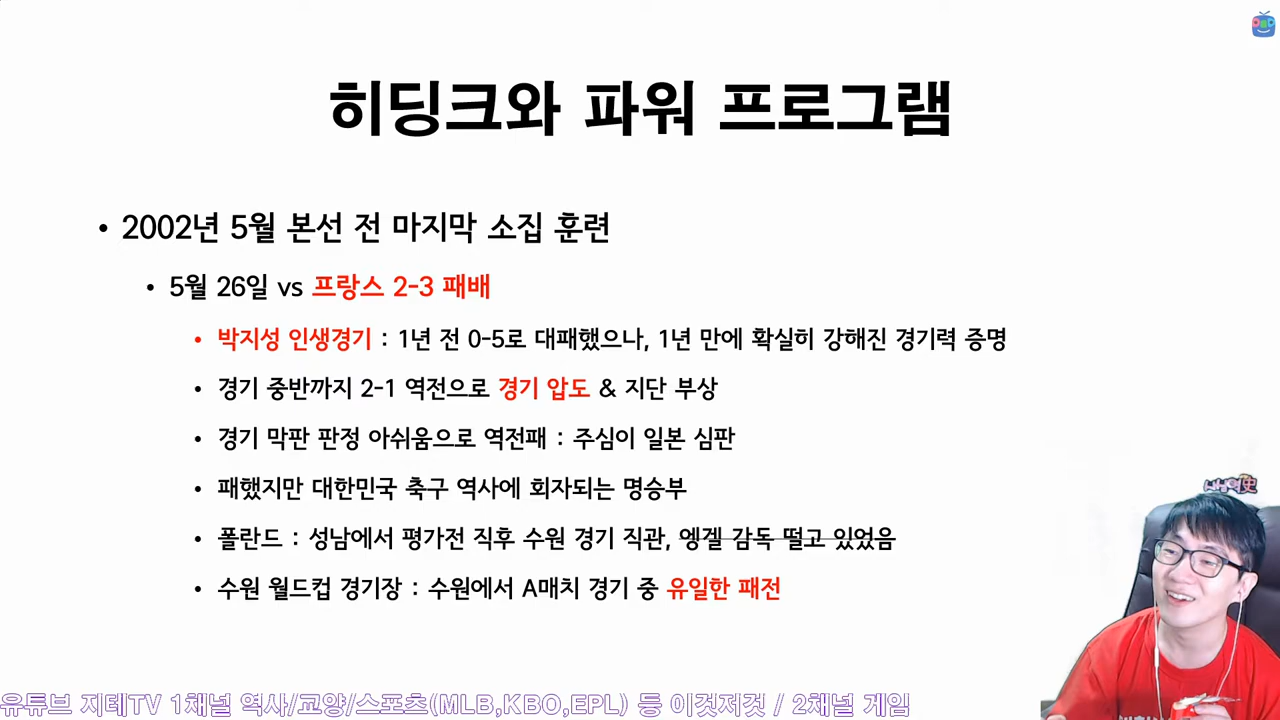 히딩크와 파워 프로그램
• 2002년 5월 본선 전 마지막 소집 훈련
• 5월 26일 vs 프랑스 2-3 패배
• 박지성 인생경기 : 1년 전 0-5로 대패했으나, 1년 만에 확실히 강해진 경기력 증명
• 경기 중반까지 2-1 역전으로 경기 압도 & 지단 부상
• 경기 막판 판정 아쉬움으로 역전패 : 주심이 일본 심판
• 패했지만 대한민국 축구 역사에 회자되는 명승부
• 폴란드 : 성남에서 평가전 직후 수원 경기 직관, 엥겔 감독 떨고 있었음
• 수원 월드컵 경기장 : 수원에서 A매치 경기 중 유일한 패전
유튜브 지테TV 1채널 역사/교양/스포츠(MLB,KBO,EPL) 등 이것저것 / 2채널 게임